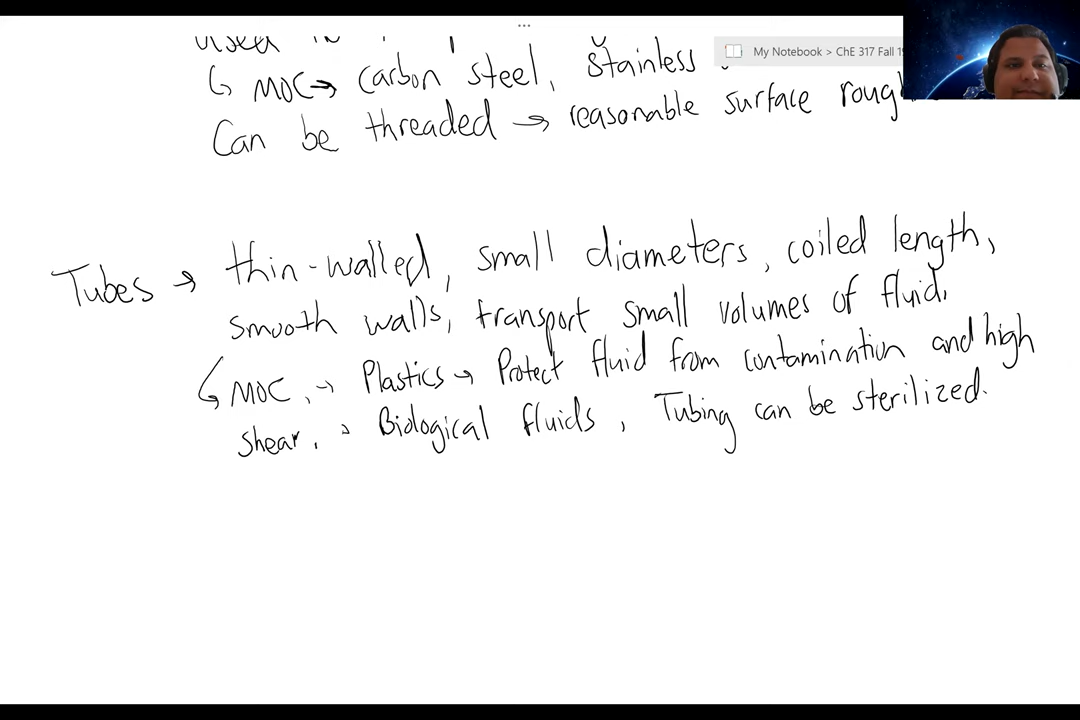 My Notebook > ChE 317 Fall
↳ MOC → carbon steel, Stainless
Can be threaded → reasonable surface
Tubes → thin-walled, small diameters, coiled length,
smooth walls, transport small volumes of fluid.
↳ MOC. → Plastics → Protect fluid from contamination and high
shear. → Biological fluids, Tubing can be sterilized.